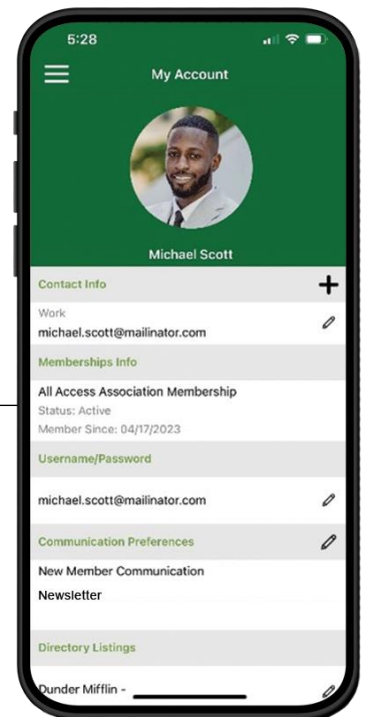 5:28
My Account
Michael Scott
Contact Info
Work
michael.scott@mailinator.com
Memberships Info
All Access Association Membership
Status: Active
Member Since: 04/17/2023
Username/Password
michael.scott@mailinator.com
Communication Preferences
New Member Communication
Newsletter
Directory Listings
Dunder Mifflin -